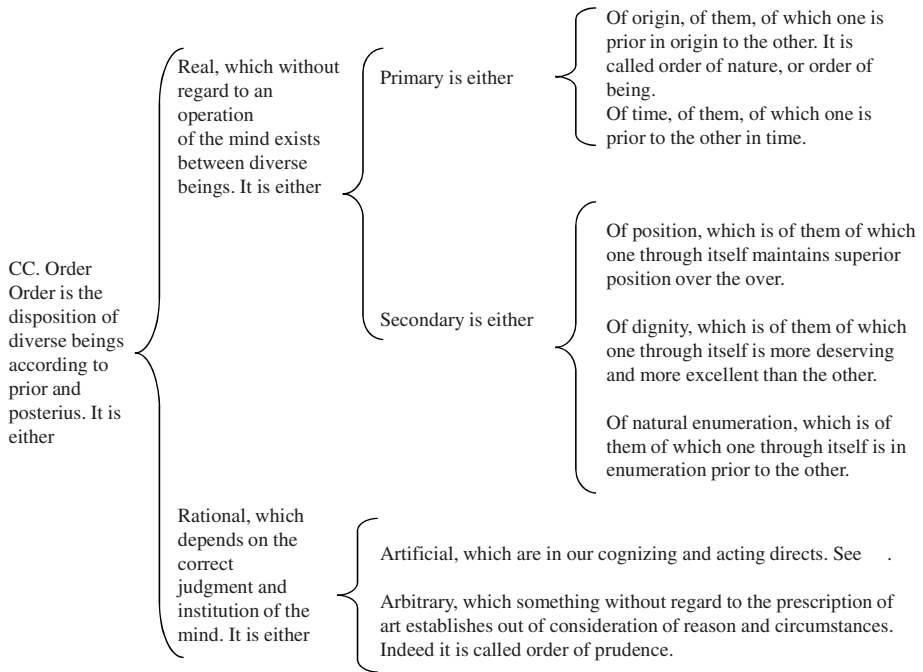 CC. Order
Order is the
disposition of
diverse beings
according to
prior and
posterius. It is
either
Real, which without
regard to an
operation
of the mind exists
between diverse
beings. It is either
Primary is either
Of origin, of them, of which one is
prior in origin to the other. It is
called order of nature, or order of
being.
Of time, of them, of which one is
prior to the other in time.
Secondary is either
Of position, which is of them of which
one through itself maintains superior
position over the over.
Of dignity, which is of them of which
one through itself is more deserving
and more excellent than the other.
Of natural enumeration, which is of
them of which one through itself is in
enumeration prior to the other.
Rational, which
depends on the
correct
judgment and
institution of the
mind. It is either
Artificial, which are in our cognizing and acting directs. See .
Arbitrary, which something without regard to the prescription of
art establishes out of consideration of reason and circumstances.
Indeed it is called order of prudence.